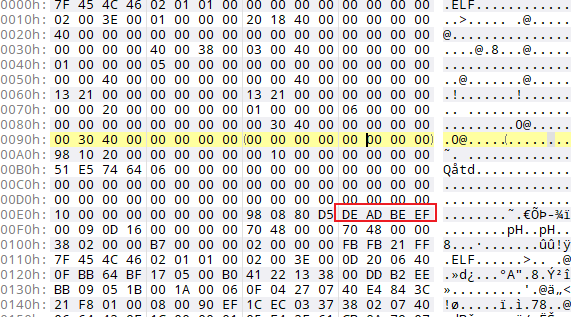 0000h: 7F 45 4C 46 02 01 01 00 00 00 00 00 00 00 00 00 .ELF............
0010h: 02 00 3E 00 01 00 00 00 20 18 40 00 00 00 00 00 ..>..... .@.....
0020h: 40 00 00 00 00 00 00 00 00 00 00 00 00 00 00 00 @...............
0030h: 00 00 00 00 40 00 38 00 03 00 40 00 00 00 00 00 ....@.8...@.....
0040h: 01 00 00 00 05 00 00 00 00 00 00 00 00 00 00 00 ................
0050h: 00 00 40 00 00 00 00 00 00 00 40 00 00 00 00 00 ..@.......@.....
0060h: 13 21 00 00 00 00 00 00 13 21 00 00 00 00 00 00 .!.......!......
0070h: 00 00 20 00 00 00 00 00 01 00 00 00 06 00 00 00 .. .............
0080h: 00 00 00 00 00 00 00 00 00 30 40 00 00 00 00 00 .........0@.....
0090h: 00 30 40 00 00 00 00 00 (00 00 00 00 00 00 00 00) .0@.....(........
00A0h: 98 10 20 00 00 00 00 00 00 10 00 00 00 00 00 00 ˜. .............
00B0h: 51 E5 74 64 06 00 00 00 00 00 00 00 00 00 00 00 Qåtd............
00C0h: 00 00 00 00 00 00 00 00 00 00 00 00 00 00 00 00 ................
00D0h: 00 00 00 00 00 00 00 00 00 00 00 00 00 00 00 00 ................
00E0h: 10 00 00 00 00 00 00 00 98 08 80 D5 DE AD BE EF ........˜.€ÕÞ-¾ï
00F0h: 00 09 0D 16 00 00 00 00 70 48 00 00 70 48 00 00 ........pH..pH..
0100h: 38 02 00 00 B7 00 00 00 02 00 00 00 FB FB 21 FF 8...·.......ûû!ÿ
0110h: 7F 45 4C 46 02 01 01 00 02 00 3E 00 0D 20 06 40 .ELF......>.. .@
0120h: 0F BB 64 BF 17 05 00 B0 41 22 13 38 00 DD B2 EE .»d¿...°A".8.Ý²î
0130h: BB 09 05 1B 00 1A 00 06 0F 04 27 07 40 E4 84 3C ».........'.@ä„<
0140h: 21 F8 01 00 08 00 90 EF 1C EC 03 37 38 02 07 40 !ø.....ï.ì.78..@